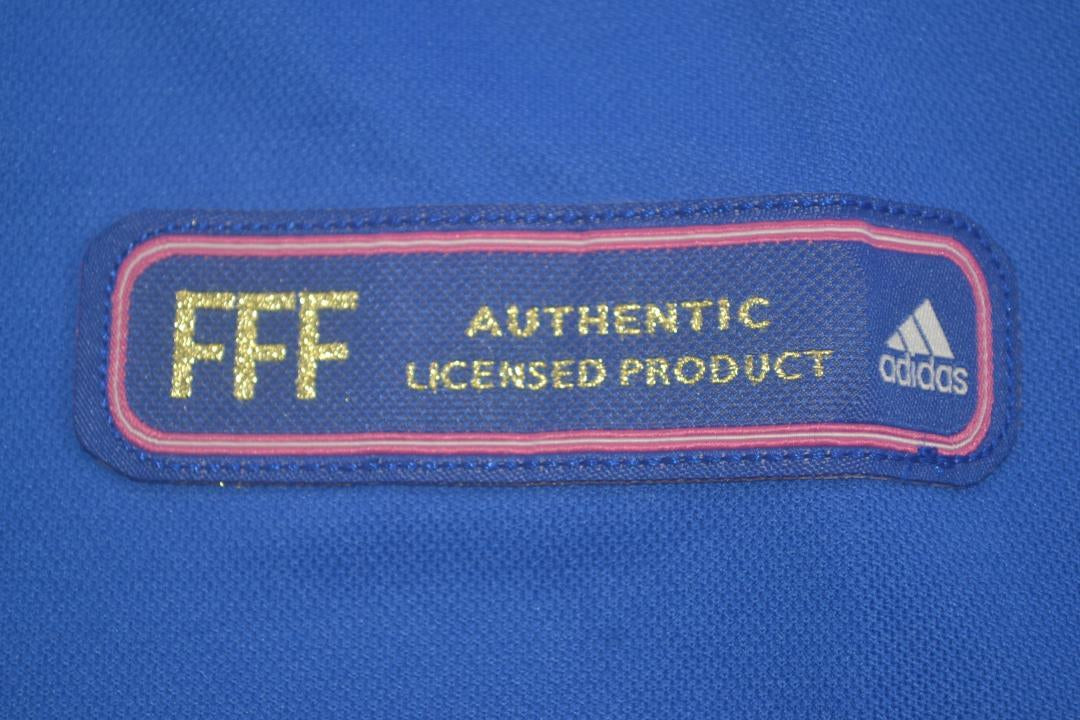 FFF
AUTHENTIC
LICENSED PRODUCT
adidas